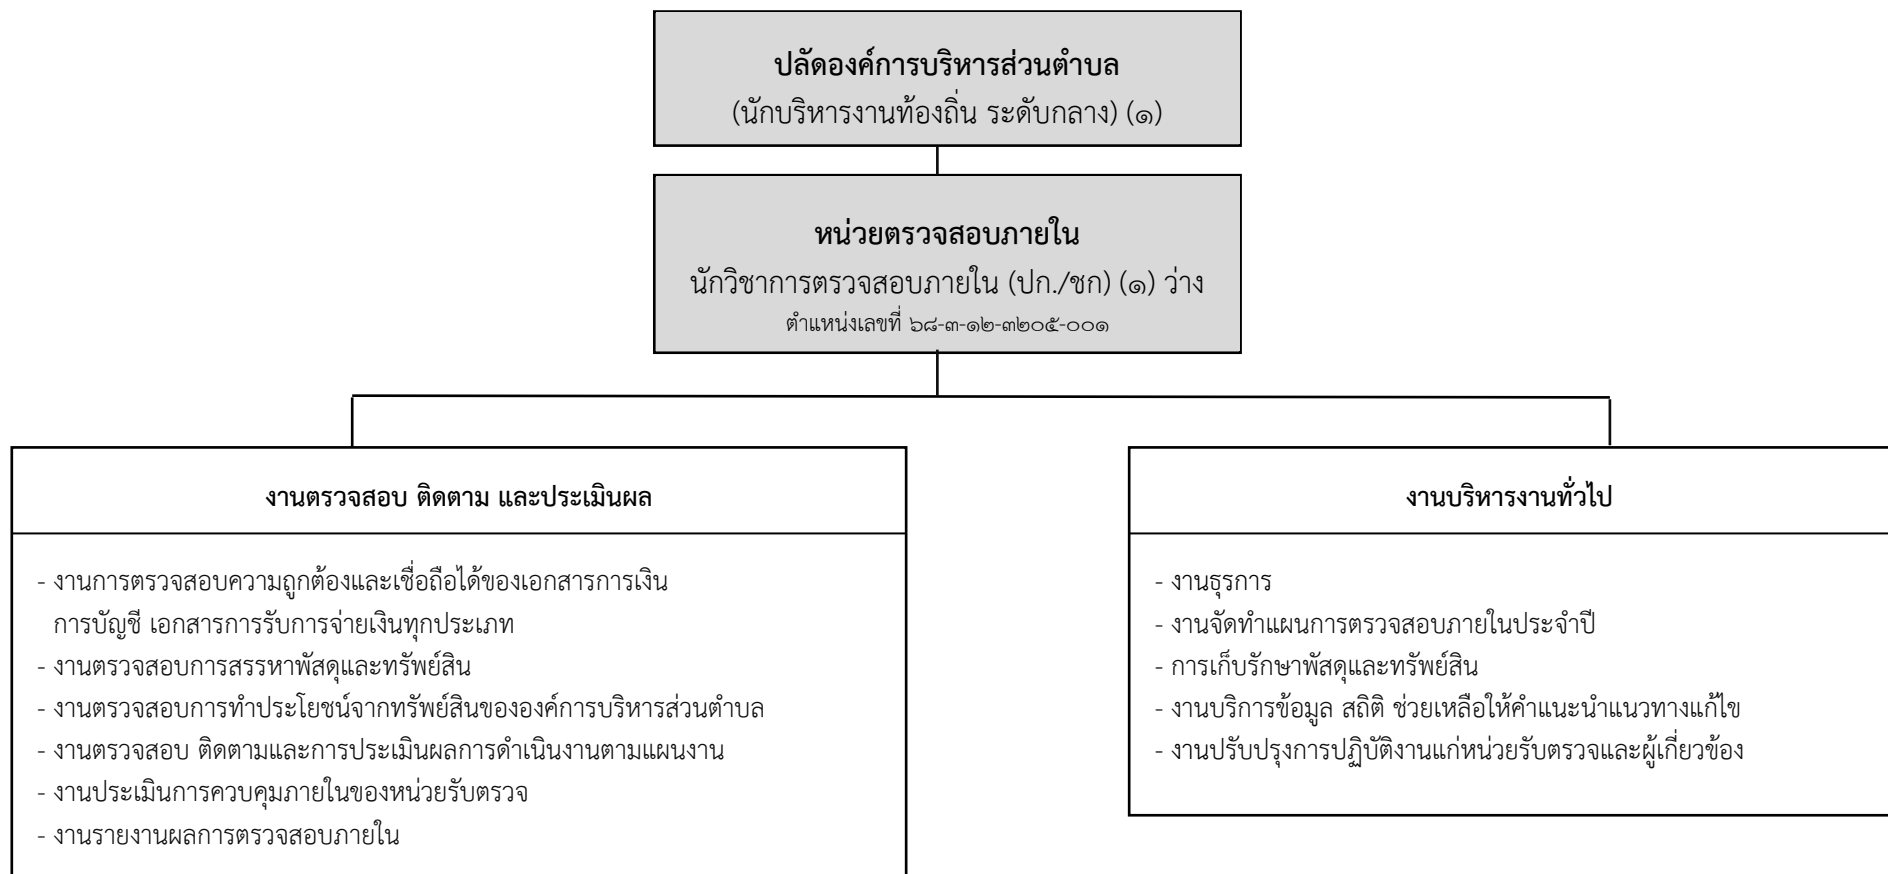 ปลัดองค์การบริหารส่วนตำบล
(นักบริหารงานท้องถิ่น ระดับกลาง) (๑)
หน่วยตรวจสอบภายใน
นักวิชาการตรวจสอบภายใน (ปก./ชก) (๑) ว่าง
ตำแหน่งเลขที่ ๖๘-๓-๑๒-๓๒๐๕-๐๐๑
งานตรวจสอบ ติดตาม และประเมินผล
- งานการตรวจสอบความถูกต้องและเชื่อถือได้ของเอกสารการเงิน
การบัญชี เอกสารการรับการจ่ายเงินทุกประเภท
- งานตรวจสอบการสรรหาพัสดุและทรัพย์สิน
- งานตรวจสอบการทำประโยชน์จากทรัพย์สินขององค์การบริหารส่วนตำบล
- งานตรวจสอบ ติดตามและการประเมินผลการดำเนินงานตามแผนงาน
- งานประเมินการควบคุมภายในของหน่วยรับตรวจ
- งานรายงานผลการตรวจสอบภายใน
งานบริหารงานทั่วไป
- งานธุรการ
- งานจัดทำแผนการตรวจสอบภายในประจำปี
- การเก็บรักษาพัสดุและทรัพย์สิน
- งานบริการข้อมูล สถิติ ช่วยเหลือให้คำแนะนำแนวทางแก้ไข
- งานปรับปรุงการปฏิบัติงานแก่หน่วยรับตรวจและผู้เกี่ยวข้อง